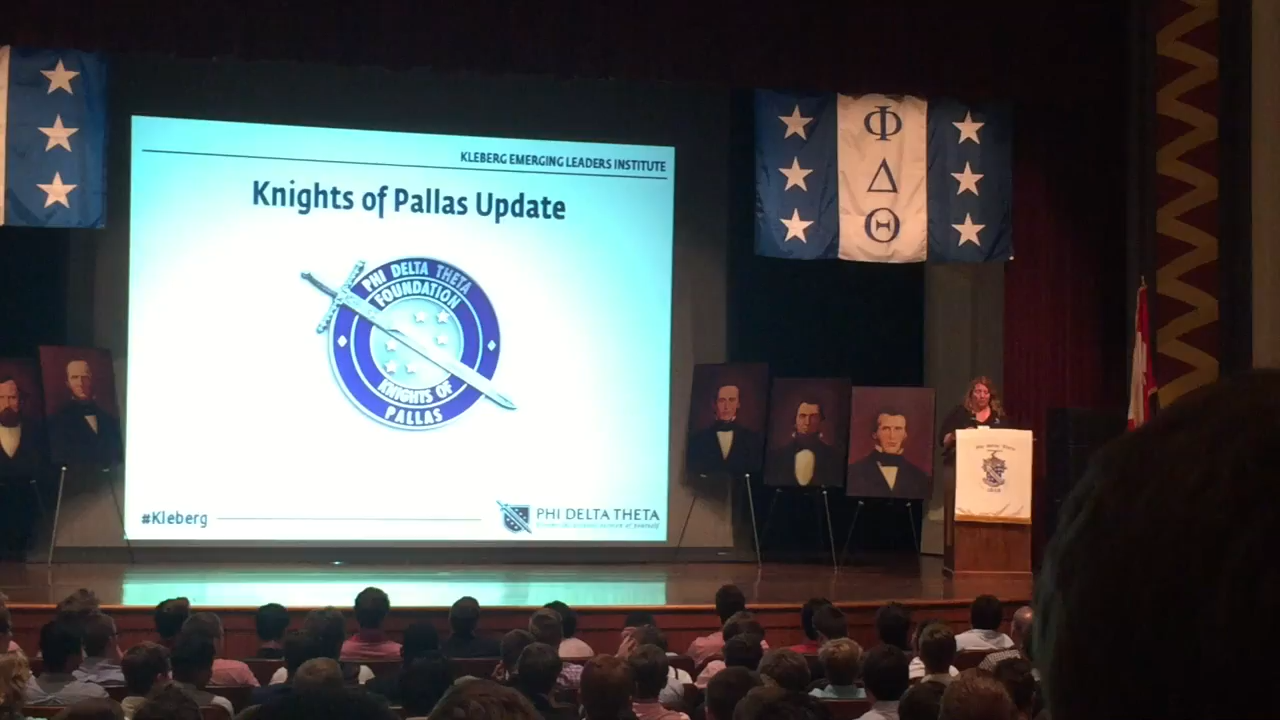 KLEBERG EMERGING LEADERS INSTITUTE
Knights of Pallas Update
PHI DELTA THETA
FOUNDATION
KNIGHTS OF
PALLAS
#Kleberg
PHI DELTA THETA
Φ
Δ
Θ